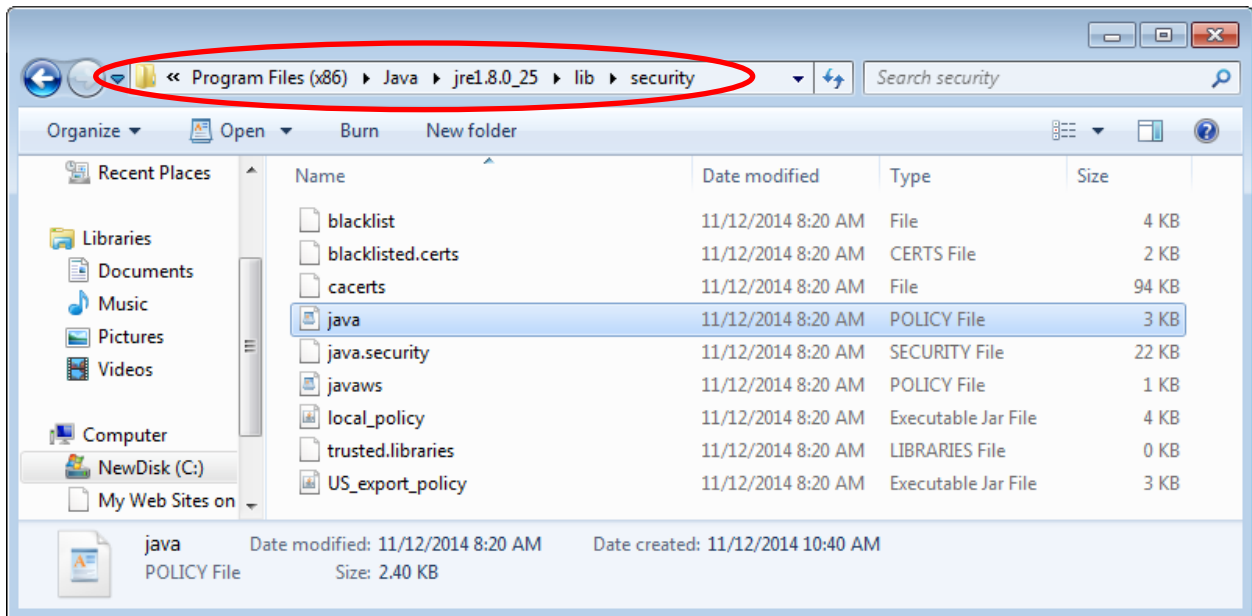 « Program Files (x86) ▸ Java ▸ jre1.8.0_25 ▸ lib ▸ security
Search security
Organize Open Burn New folder
Name Date modified Type Size
Recent Places
Libraries
Documents
Music
Pictures
Videos
Computer
NewDisk (C:)
My Web Sites on
blacklist 11/12/2014 8:20 AM File 4 KB
blacklisted.certs 11/12/2014 8:20 AM CERTS File 2 KB
cacerts 11/12/2014 8:20 AM File 94 KB
java 11/12/2014 8:20 AM POLICY File 3 KB
java.security 11/12/2014 8:20 AM SECURITY File 22 KB
javaws 11/12/2014 8:20 AM POLICY File 1 KB
local_policy 11/12/2014 8:20 AM Executable Jar File 4 KB
trusted.libraries 11/12/2014 8:20 AM LIBRARIES File 0 KB
US_export_policy 11/12/2014 8:20 AM Executable Jar File 3 KB
java Date modified: 11/12/2014 8:20 AM Date created: 11/12/2014 10:40 AM
POLICY File Size: 2.40 KB